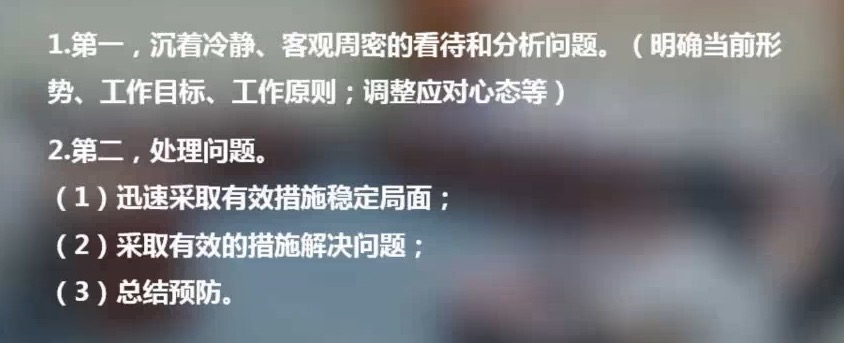 1.第一，沉着冷静、客观周密的看待和分析问题。（明确当前形
势、工作目标、工作原则；调整应对心态等）
2.第二，处理问题。
（1）迅速采取有效措施稳定局面；
（2）采取有效的措施解决问题；
（3）总结预防。